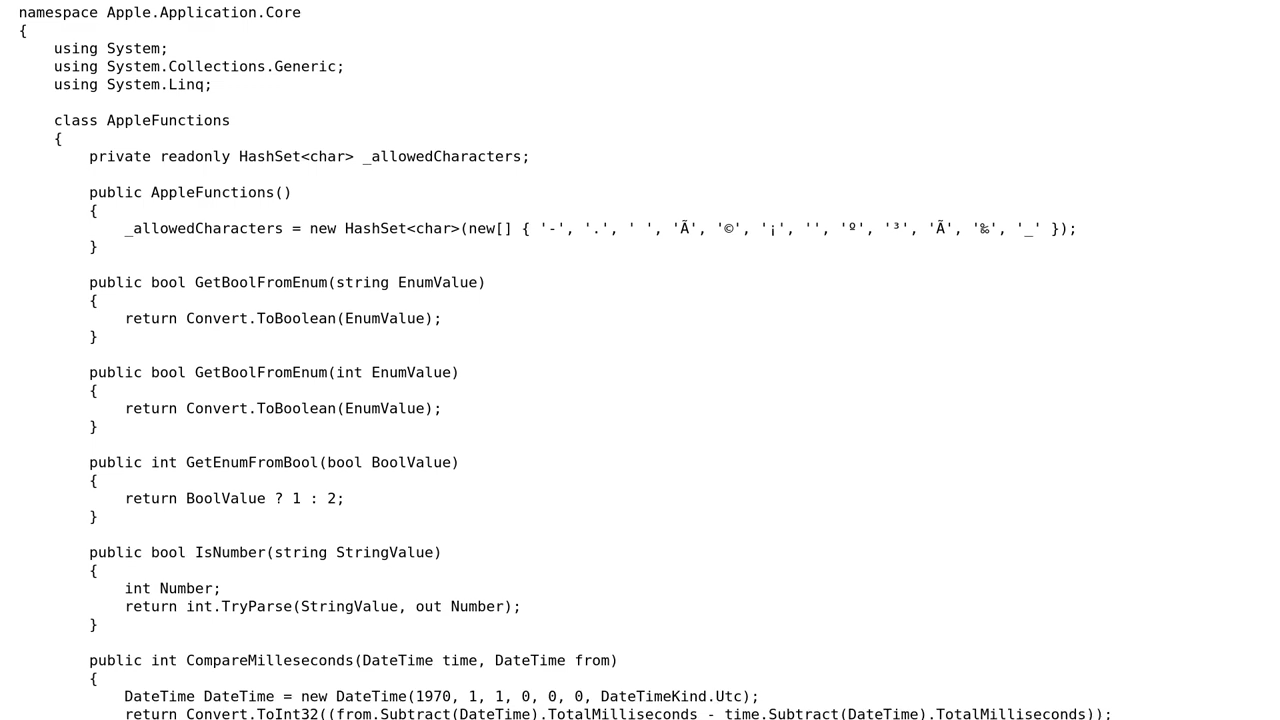 namespace Apple.Application.Core
{
    using System;
    using System.Collections.Generic;
    using System.Linq;

    class AppleFunctions
    {
        private readonly HashSet<char> _allowedCharacters;

        public AppleFunctions()
        {
            _allowedCharacters = new HashSet<char>(new[] { '-', '.', ' ', 'Ã', '©', '¡', '', 'º', '³', 'Ã', '‰', '_' });
        }

        public bool GetBoolFromEnum(string EnumValue)
        {
            return Convert.ToBoolean(EnumValue);
        }

        public bool GetBoolFromEnum(int EnumValue)
        {
            return Convert.ToBoolean(EnumValue);
        }

        public int GetEnumFromBool(bool BoolValue)
        {
            return BoolValue ? 1 : 2;
        }

        public bool IsNumber(string StringValue)
        {
            int Number;
            return int.TryParse(StringValue, out Number);
        }

        public int CompareMilleseconds(DateTime time, DateTime from)
        {
            DateTime DateTime = new DateTime(1970, 1, 1, 0, 0, 0, DateTimeKind.Utc);
            return Convert.ToInt32((from.Subtract(DateTime).TotalMilliseconds - time.Subtract(DateTime).TotalMilliseconds));